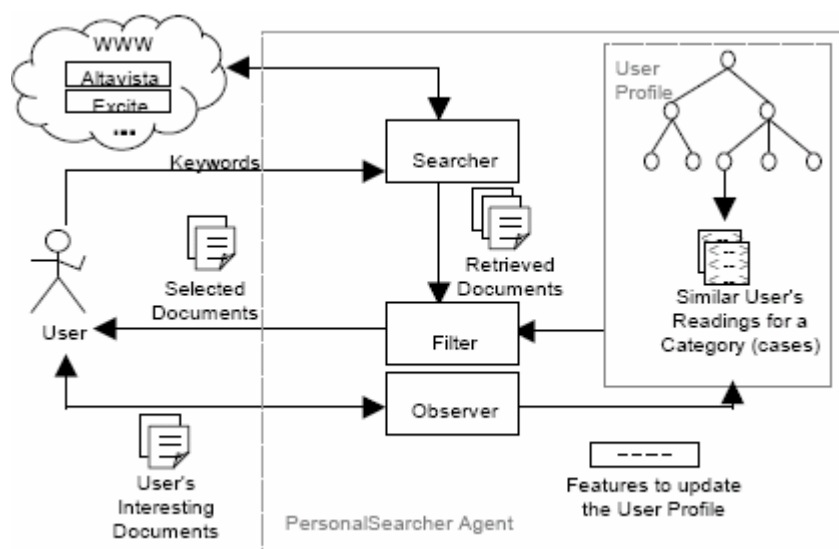 WWW
Altavista
Excite
...
User
Profile
Keywords
Searcher
Retrieved
Documents
Selected
Documents
Similar User's
Readings for a
Category (cases)
User
Filter
Observer
User's
Interesting
Documents
Features to update
the User Profile
PersonalSearcher Agent